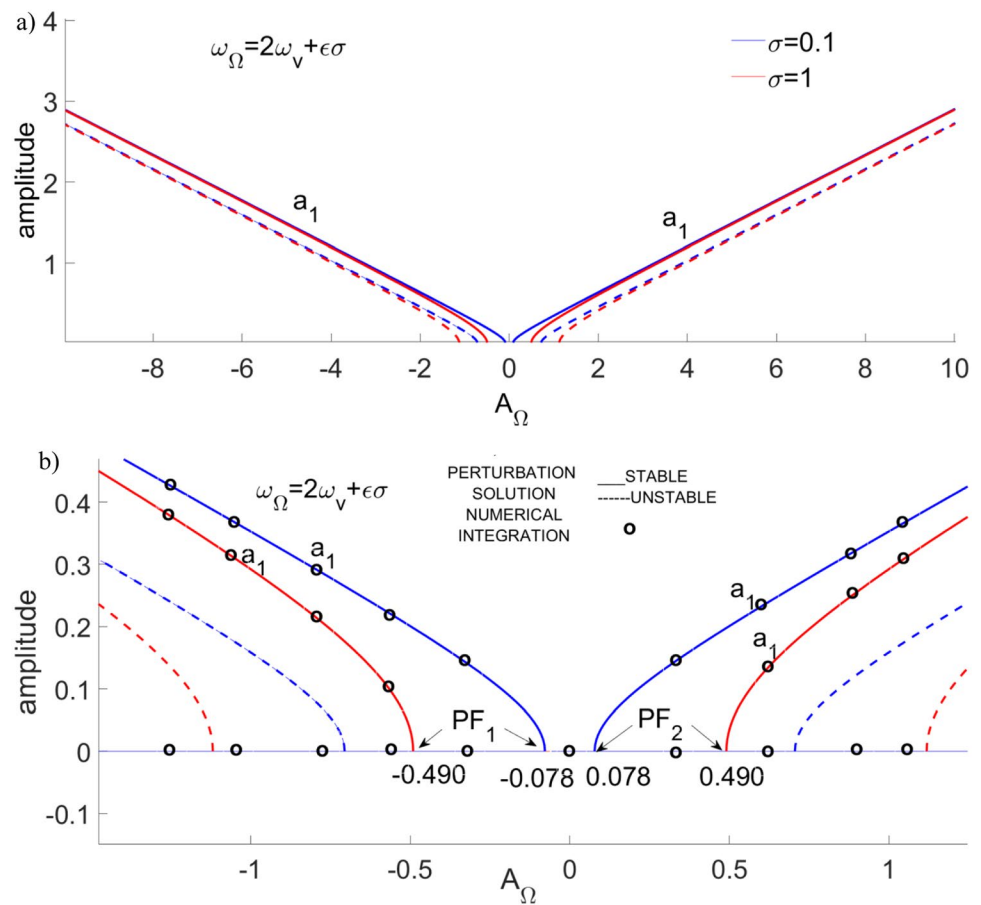 a)
4
3
2
1
amplitude
ω_Ω=2ω_v+ϵσ
σ=0.1
σ=1
a_1
a_1
-8 -6 -4 -2 0 2 4 6 8 10
A_Ω
b)
0.4
0.3
0.2
0.1
0
-0.1
amplitude
ω_Ω=2ω_v+ϵσ
PERTURBATION
SOLUTION
NUMERICAL
INTEGRATION
STABLE
UNSTABLE
a_1
a_1
a_1
a_1
PF_1
PF_2
-0.490 -0.078 0.078 0.490
-1 -0.5 0 0.5 1
A_Ω